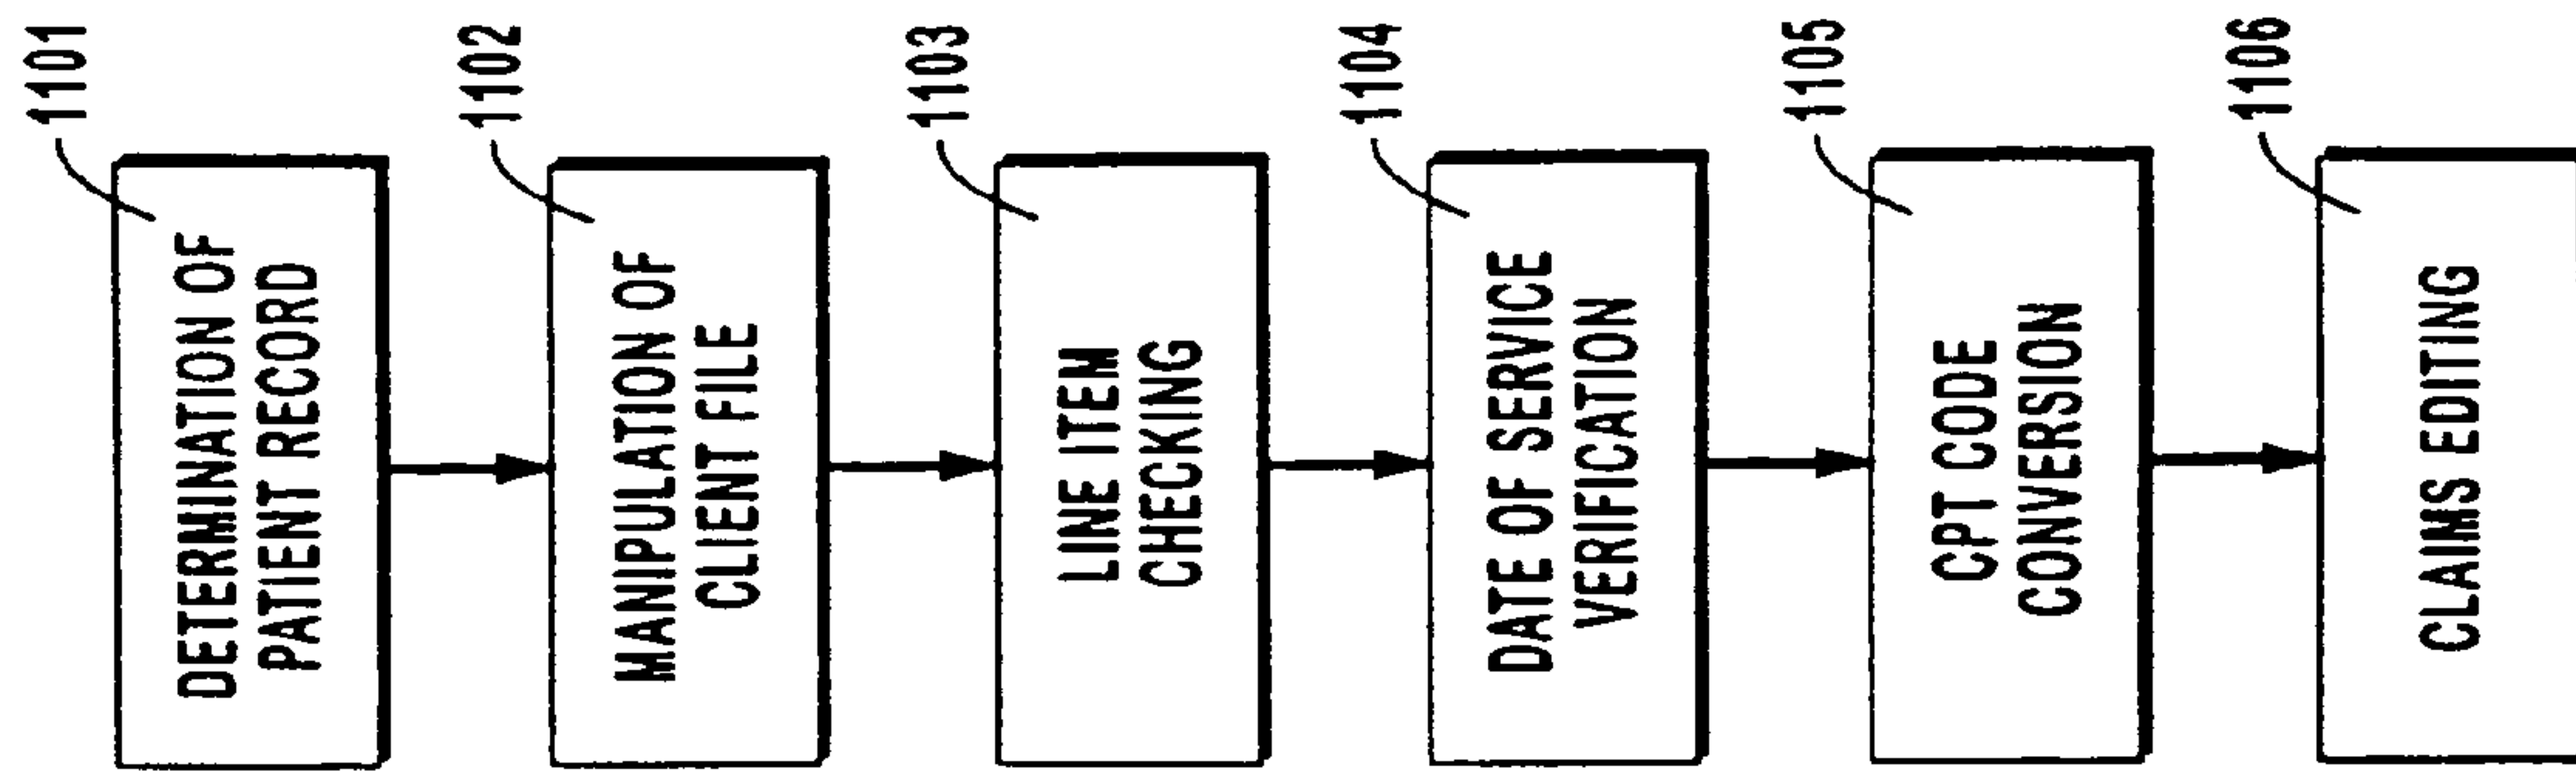 1101
DETERMINATION OF
PATIENT RECORD
1102
MANIPULATION OF
CLIENT FILE
1103
LINE ITEM
CHECKING
1104
DATE OF SERVICE
VERIFICATION
1105
CPT CODE
CONVERSION
1106
CLAIMS EDITING